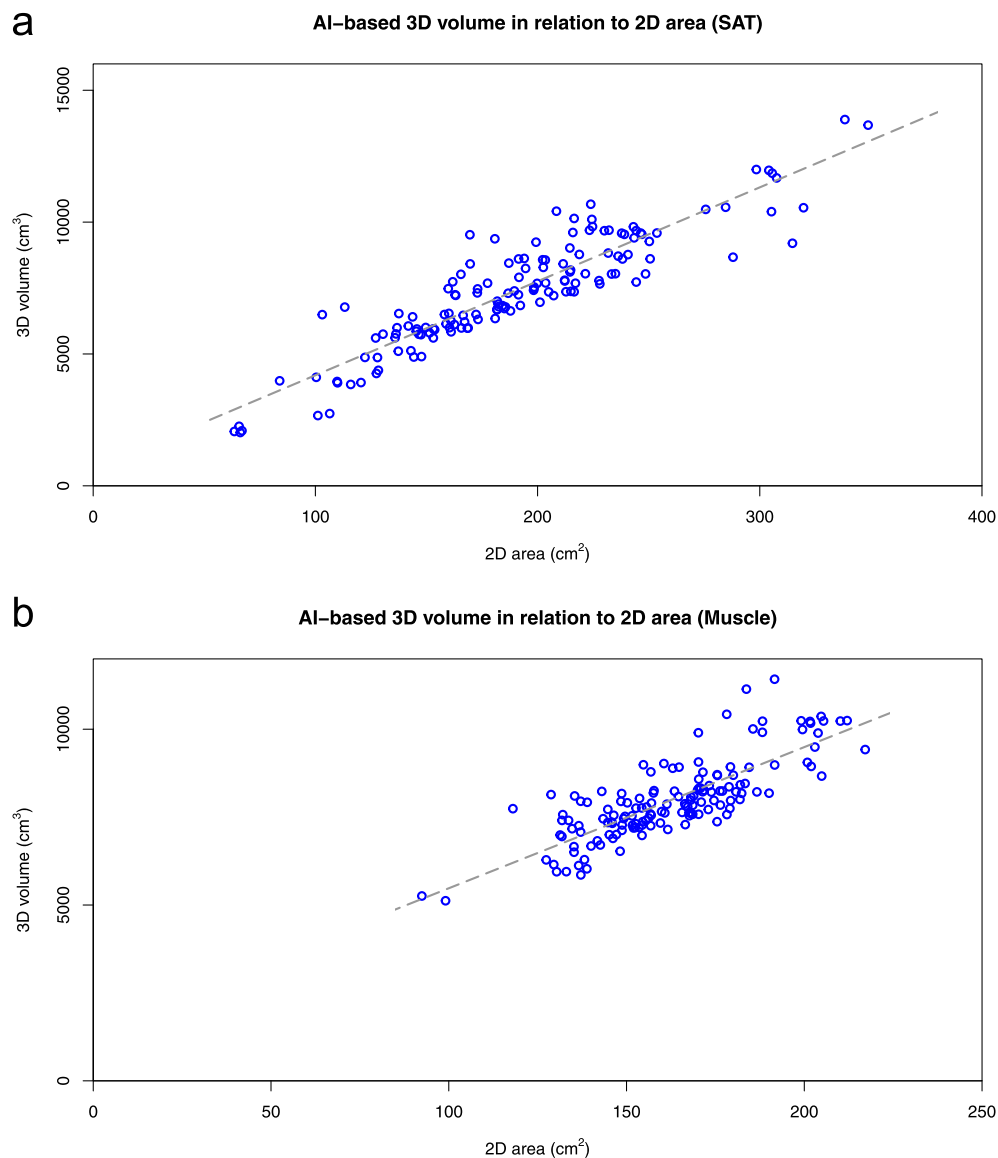 a
AI−based 3D volume in relation to 2D area (SAT)
15000
10000
5000
0
3D volume (cm³)
0 100 200 300 400
2D area (cm²)
b
AI−based 3D volume in relation to 2D area (Muscle)
10000
5000
0
3D volume (cm³)
0 50 100 150 200 250
2D area (cm²)